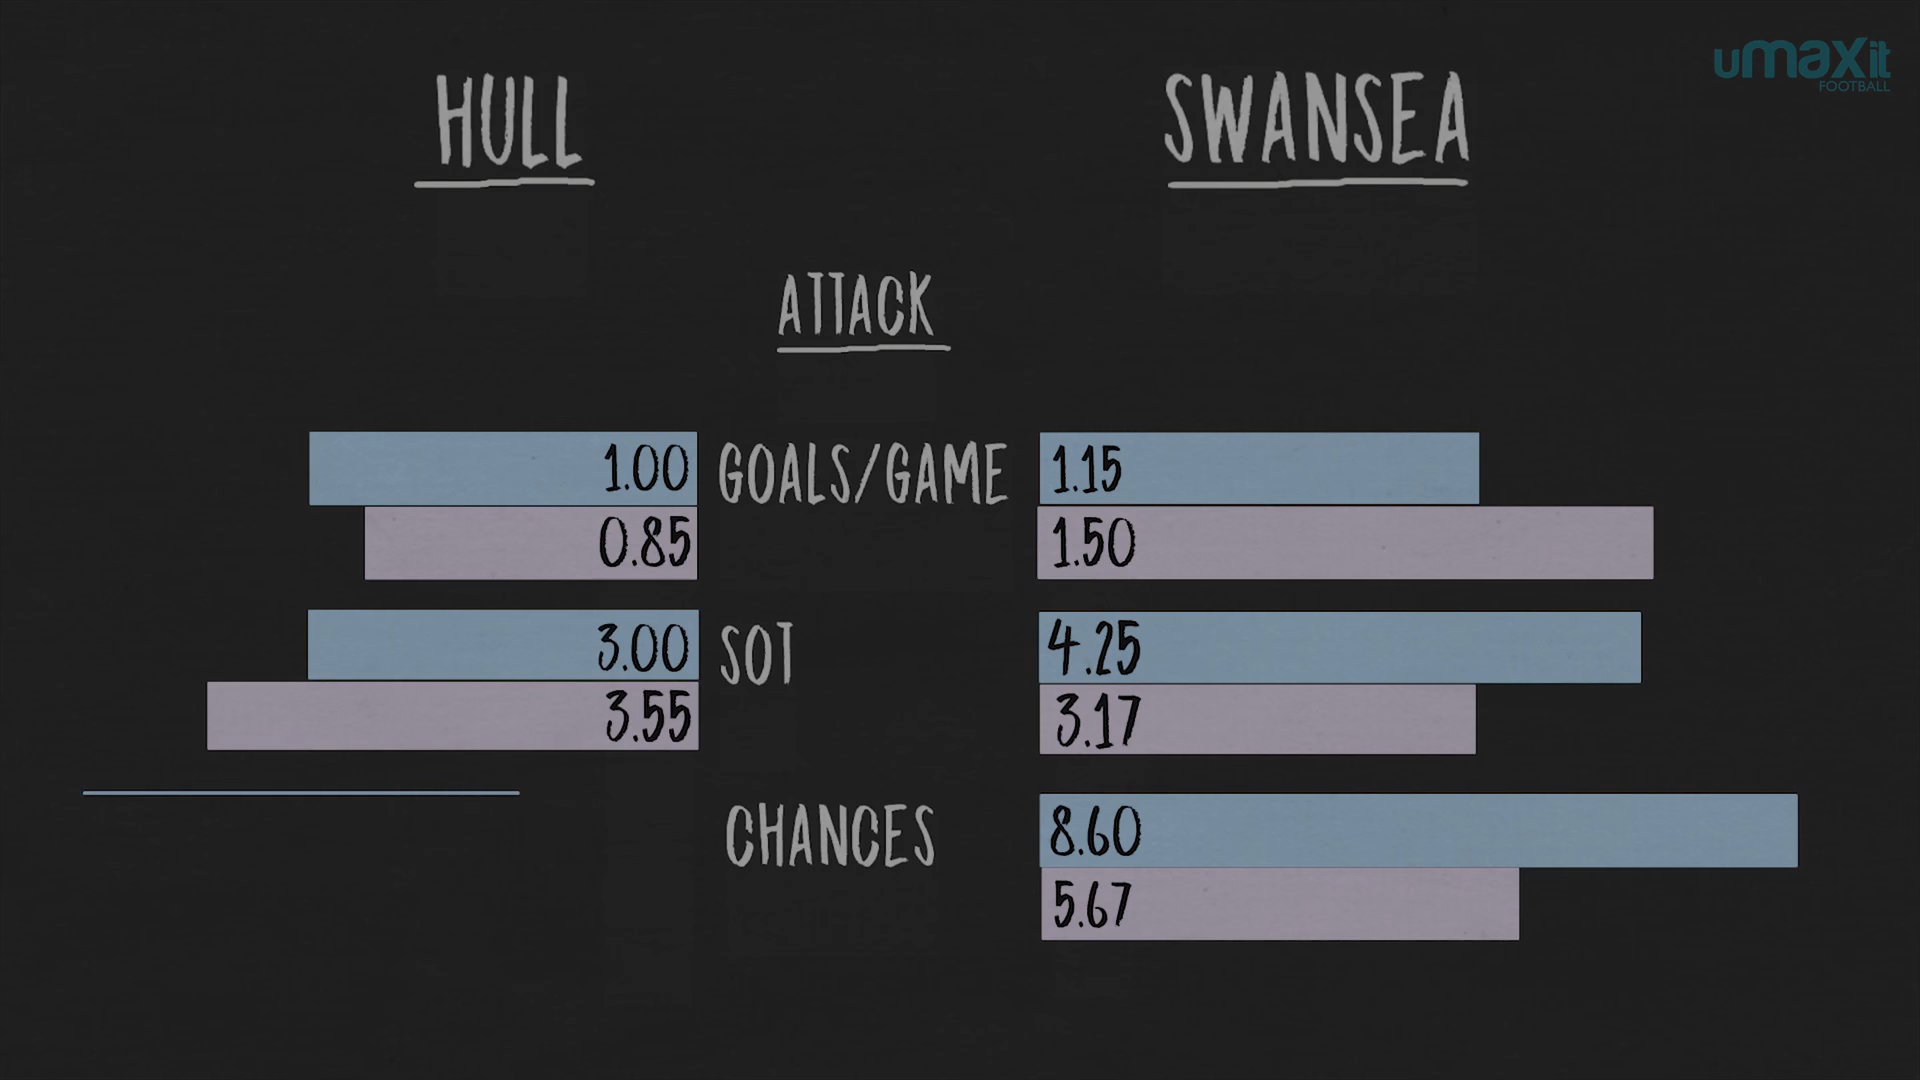 umaxit
FOOTBALL
HULL
SWANSEA
ATTACK
1.00 GOALS/GAME 1.15
0.85 1.50
3.00 SOT 4.25
3.55 3.17
CHANCES 8.60
5.67